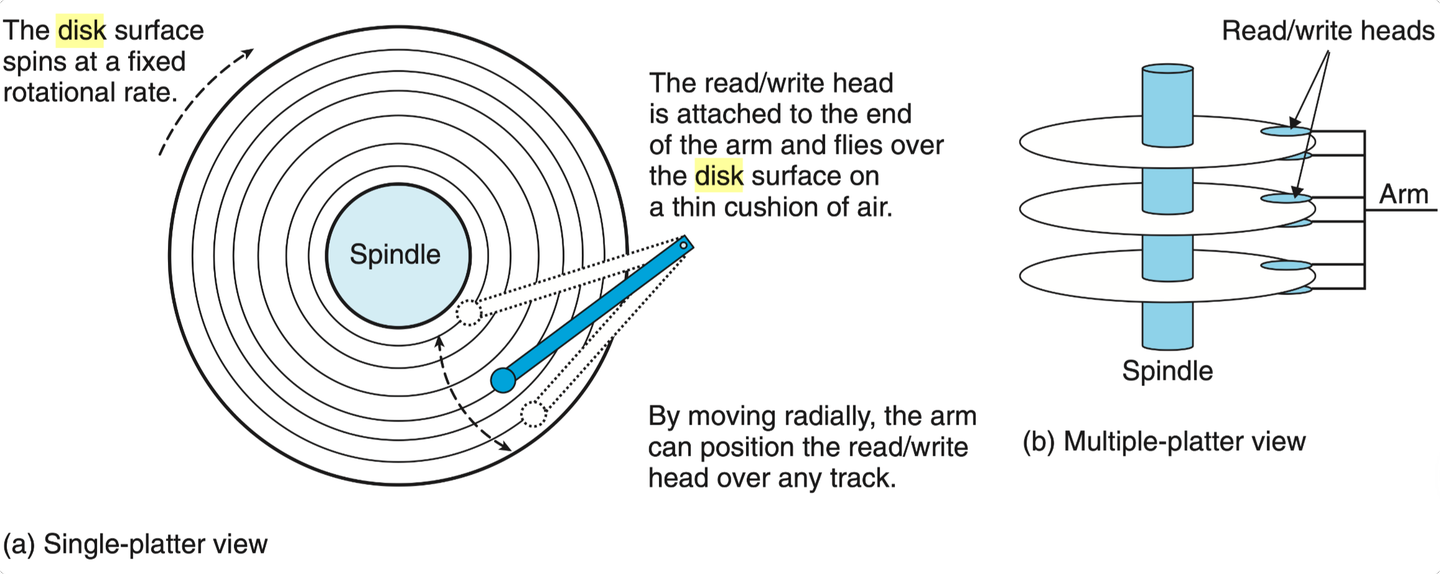 The disk surface
spins at a fixed
rotational rate.
Spindle
The read/write head
is attached to the end
of the arm and flies over
the disk surface on
a thin cushion of air.
By moving radially, the arm
can position the read/write
head over any track.
(a) Single-platter view
Read/write heads
Arm
Spindle
(b) Multiple-platter view